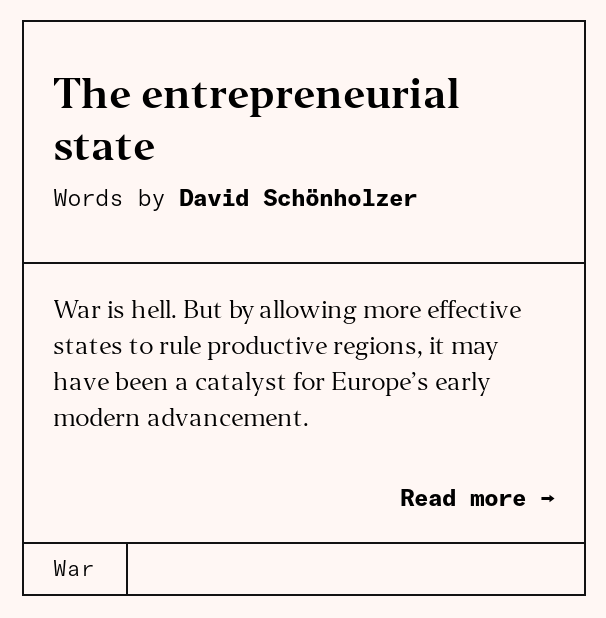 The entrepreneurial
state
Words by David Schönholzer
War is hell. But by allowing more effective
states to rule productive regions, it may
have been a catalyst for Europe’s early
modern advancement.
Read more →
War